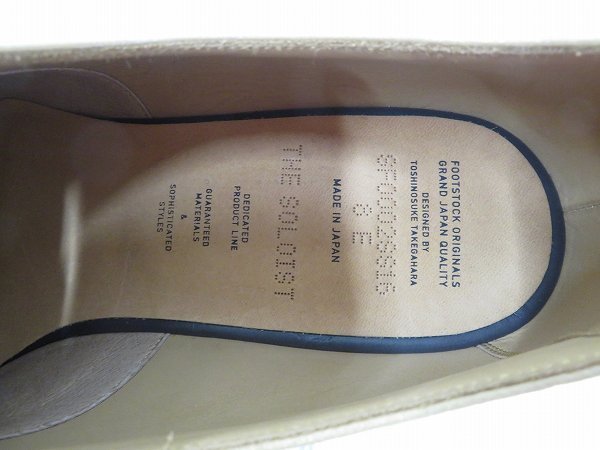 FOOTSTOCK ORIGINALS
GRAND JAPAN QUALITY
DESIGNED BY
TOSHINOSUKE TAKEGAHARA
8 E
MADE IN JAPAN
THE SOLOIST
DEDICATED
PRODUCT LINE
GUARANTEED
MATERIALS
&
SOPHISTICATED
STYLES